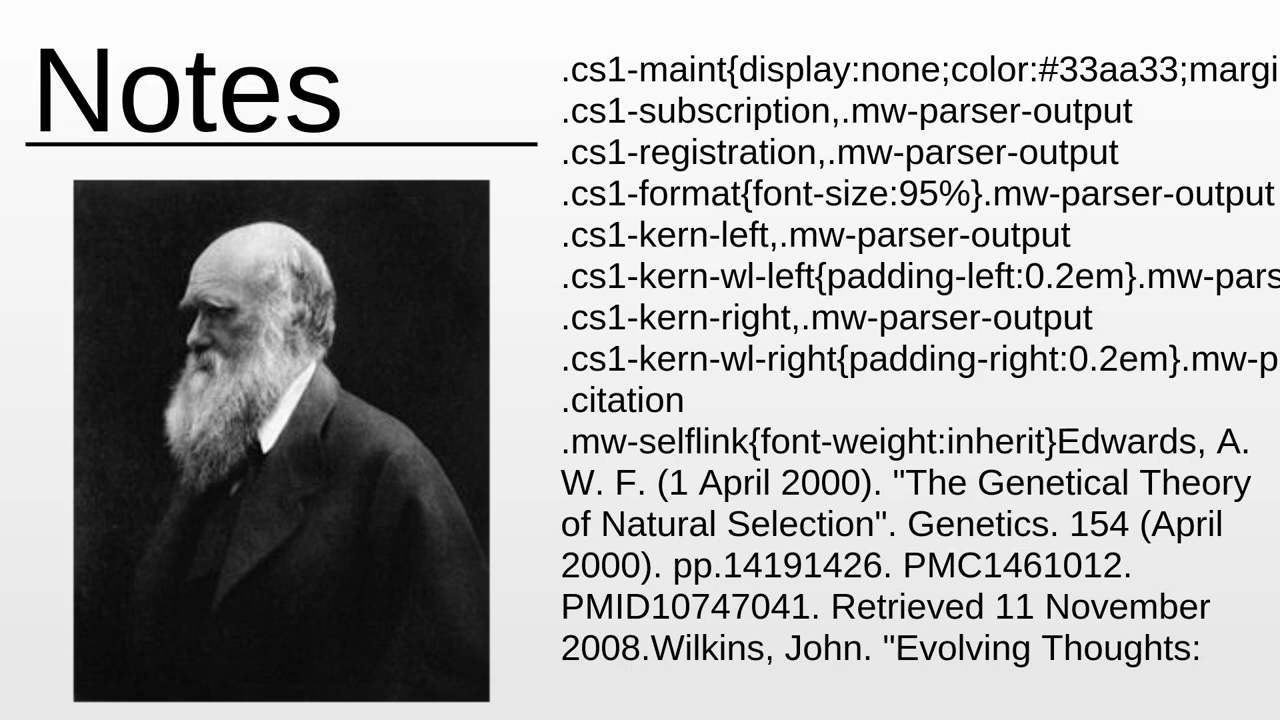 Notes
.cs1-maint{display:none;color:#33aa33;margi
.cs1-subscription,.mw-parser-output
.cs1-registration,.mw-parser-output
.cs1-format{font-size:95%}.mw-parser-output
.cs1-kern-left,.mw-parser-output
.cs1-kern-wl-left{padding-left:0.2em}.mw-pars
.cs1-kern-right,.mw-parser-output
.cs1-kern-wl-right{padding-right:0.2em}.mw-p
.citation
.mw-selflink{font-weight:inherit}Edwards, A.
W. F. (1 April 2000). "The Genetical Theory
of Natural Selection". Genetics. 154 (April
2000). pp.14191426. PMC1461012.
PMID10747041. Retrieved 11 November
2008.Wilkins, John. "Evolving Thoughts: